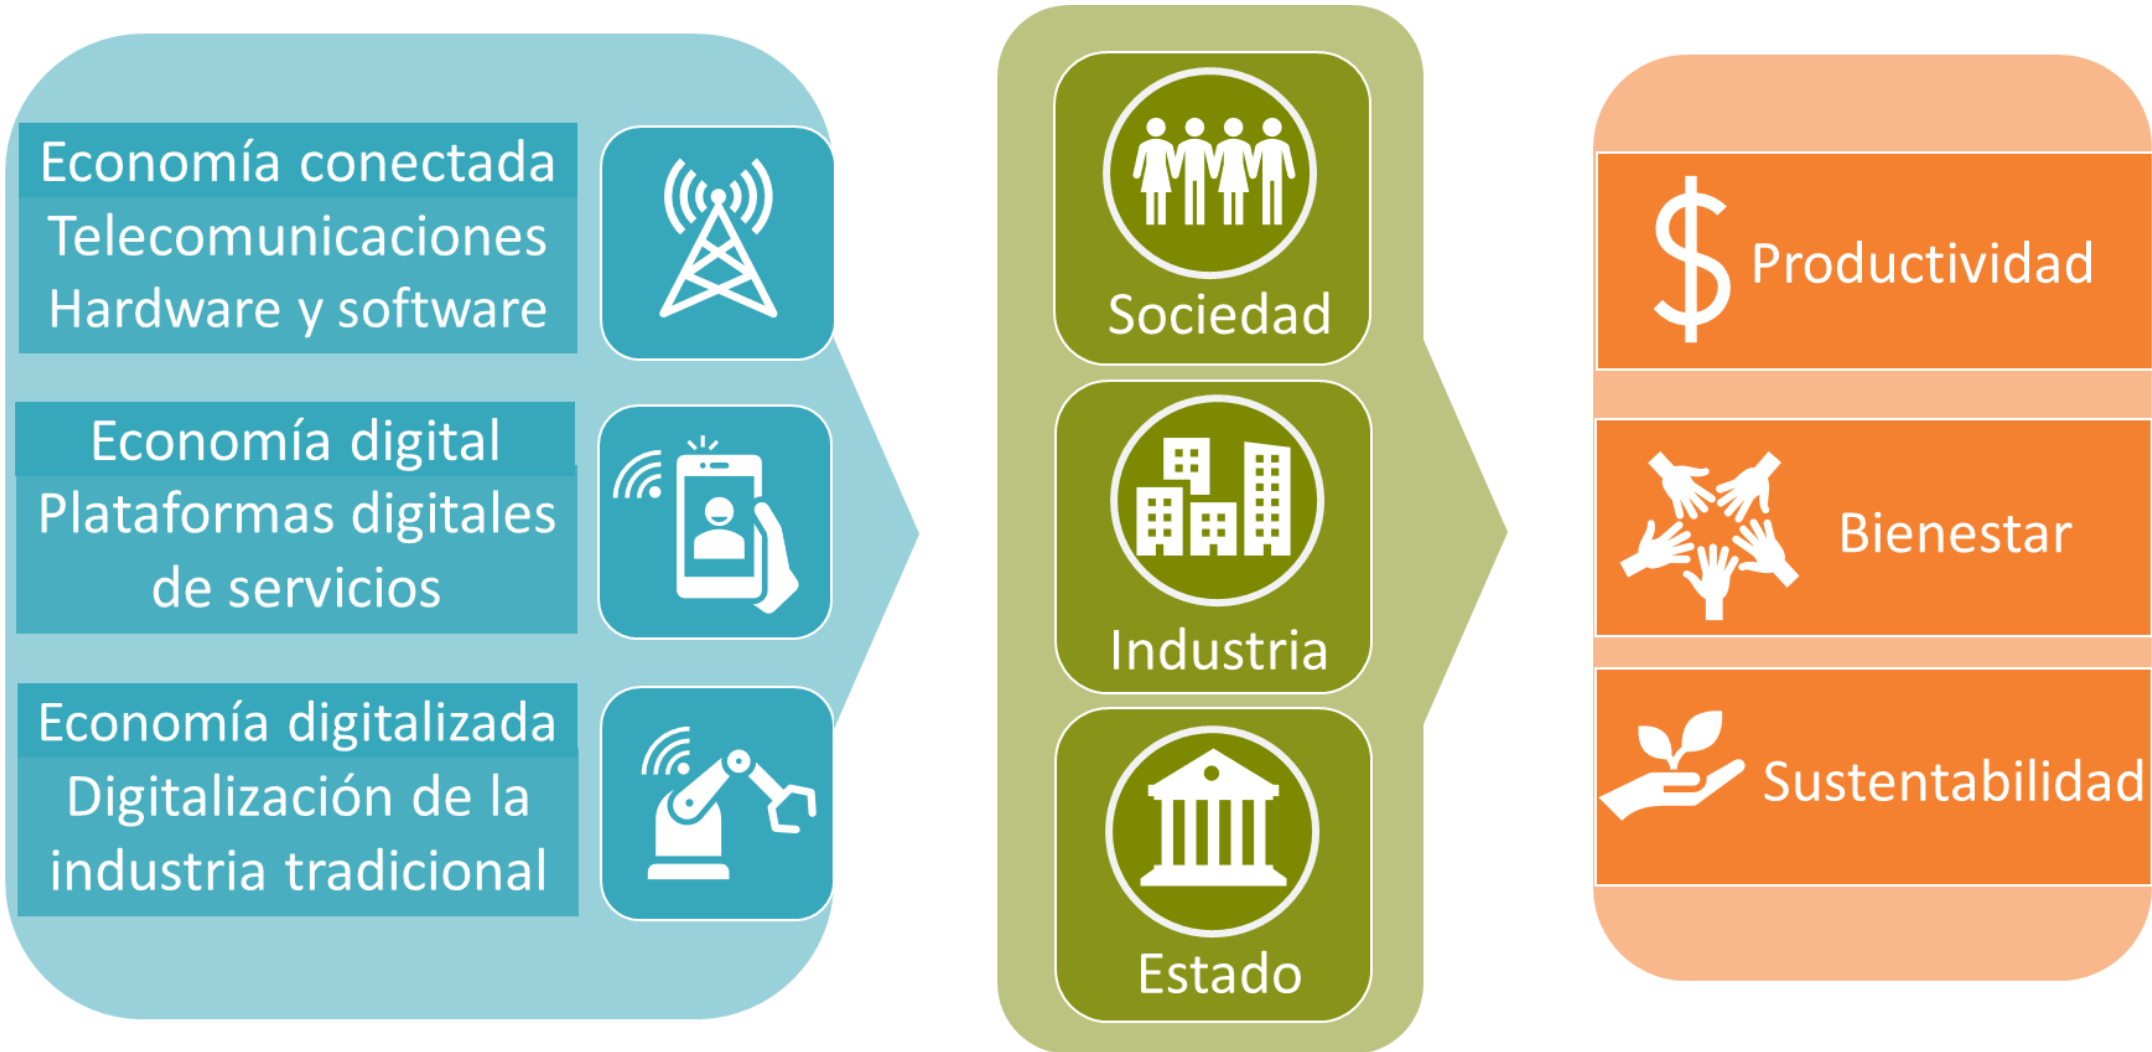 Economía conectada
Telecomunicaciones
Hardware y software
Economía digital
Plataformas digitales
de servicios
Economía digitalizada
Digitalización de la
industria tradicional
Sociedad
Industria
Estado
Productividad
Bienestar
Sustentabilidad